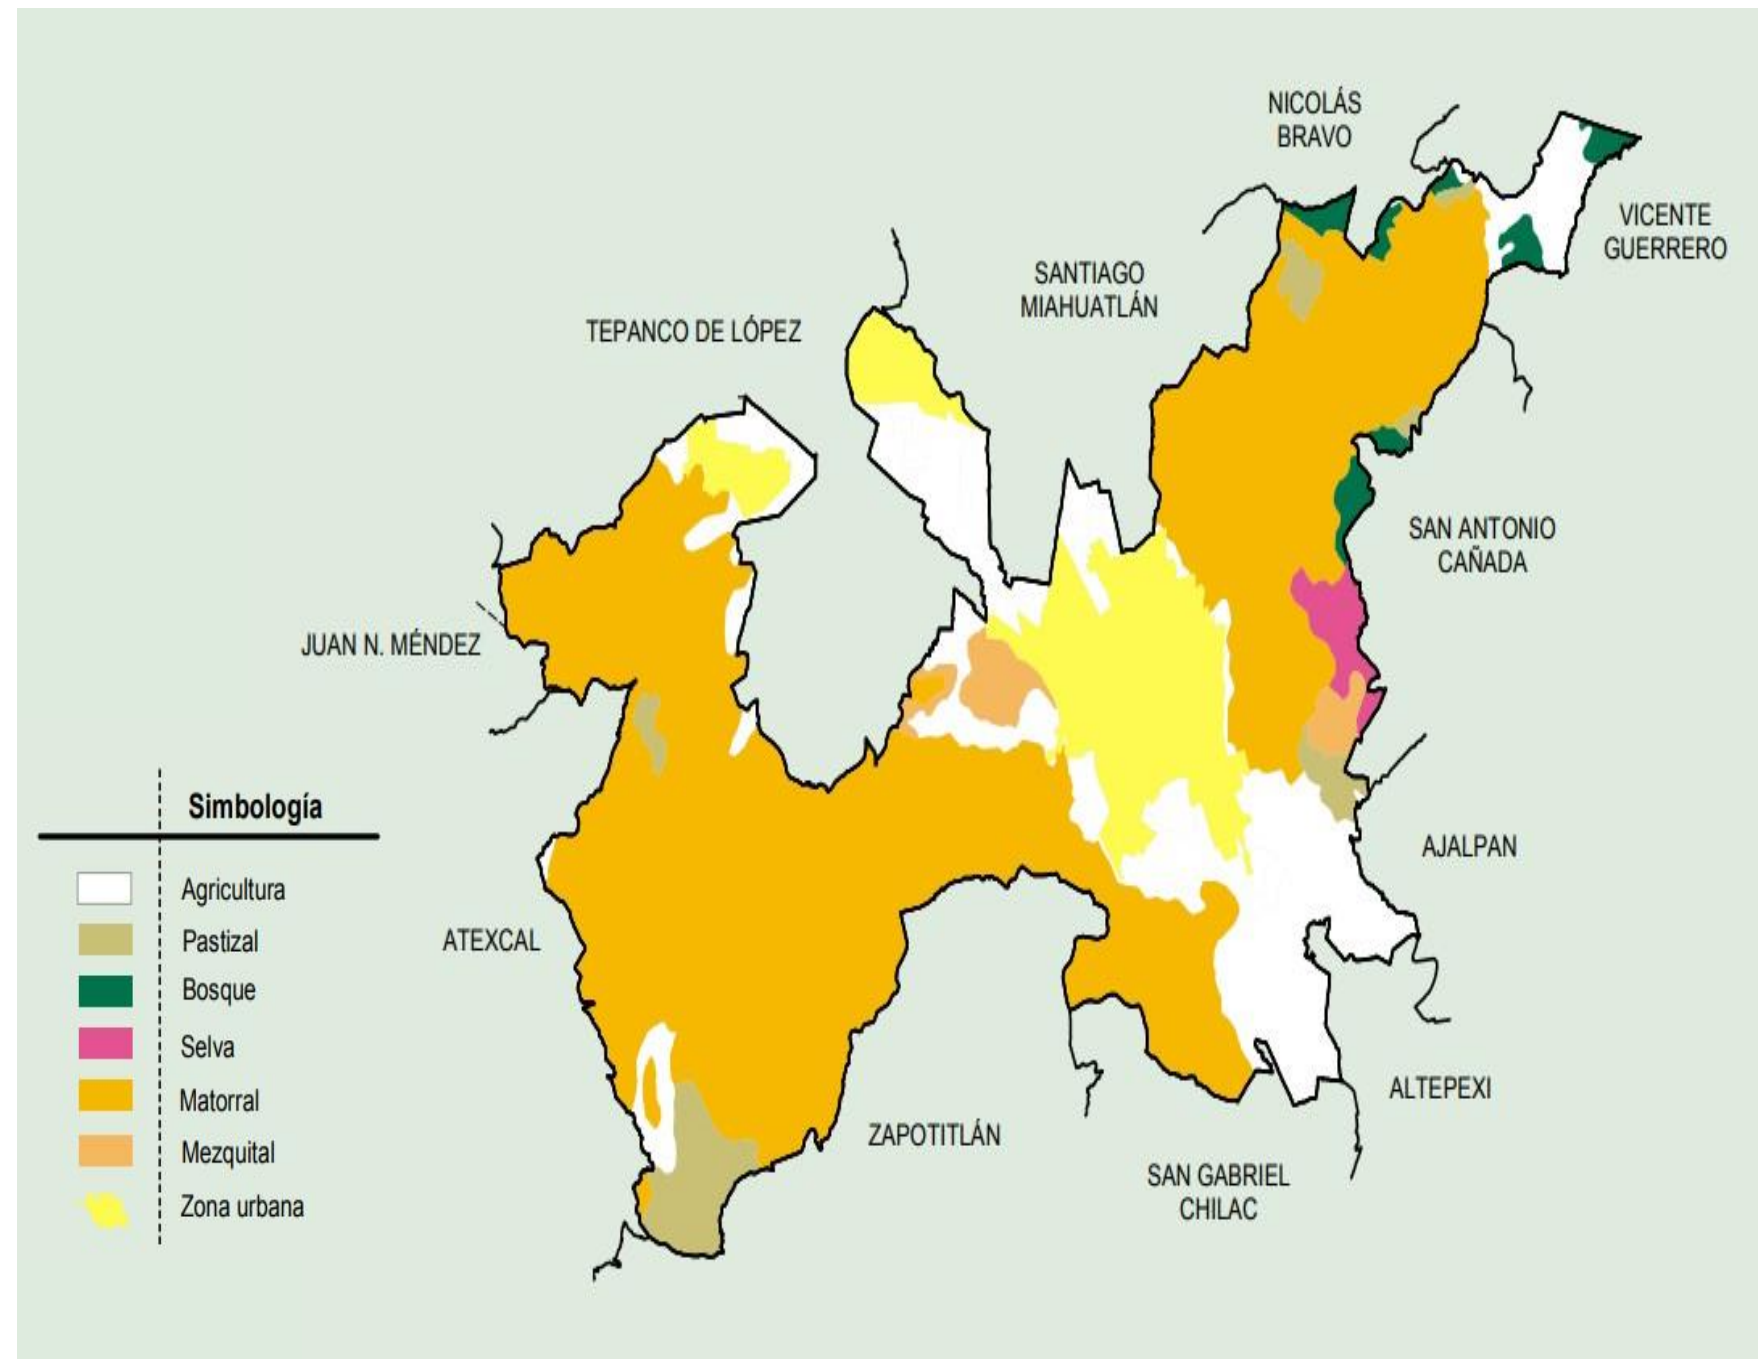 NICOLÁS
BRAVO
VICENTE
GUERRERO
SANTIAGO
MIAHUATLÁN
TEPANCO DE LÓPEZ
SAN ANTONIO
CAÑADA
JUAN N. MÉNDEZ
AJALPAN
ATEXCAL
ALTEPEXI
ZAPOTITLÁN
SAN GABRIEL
CHILAC
Simbología
Agricultura
Pastizal
Bosque
Selva
Matorral
Mezquital
Zona urbana